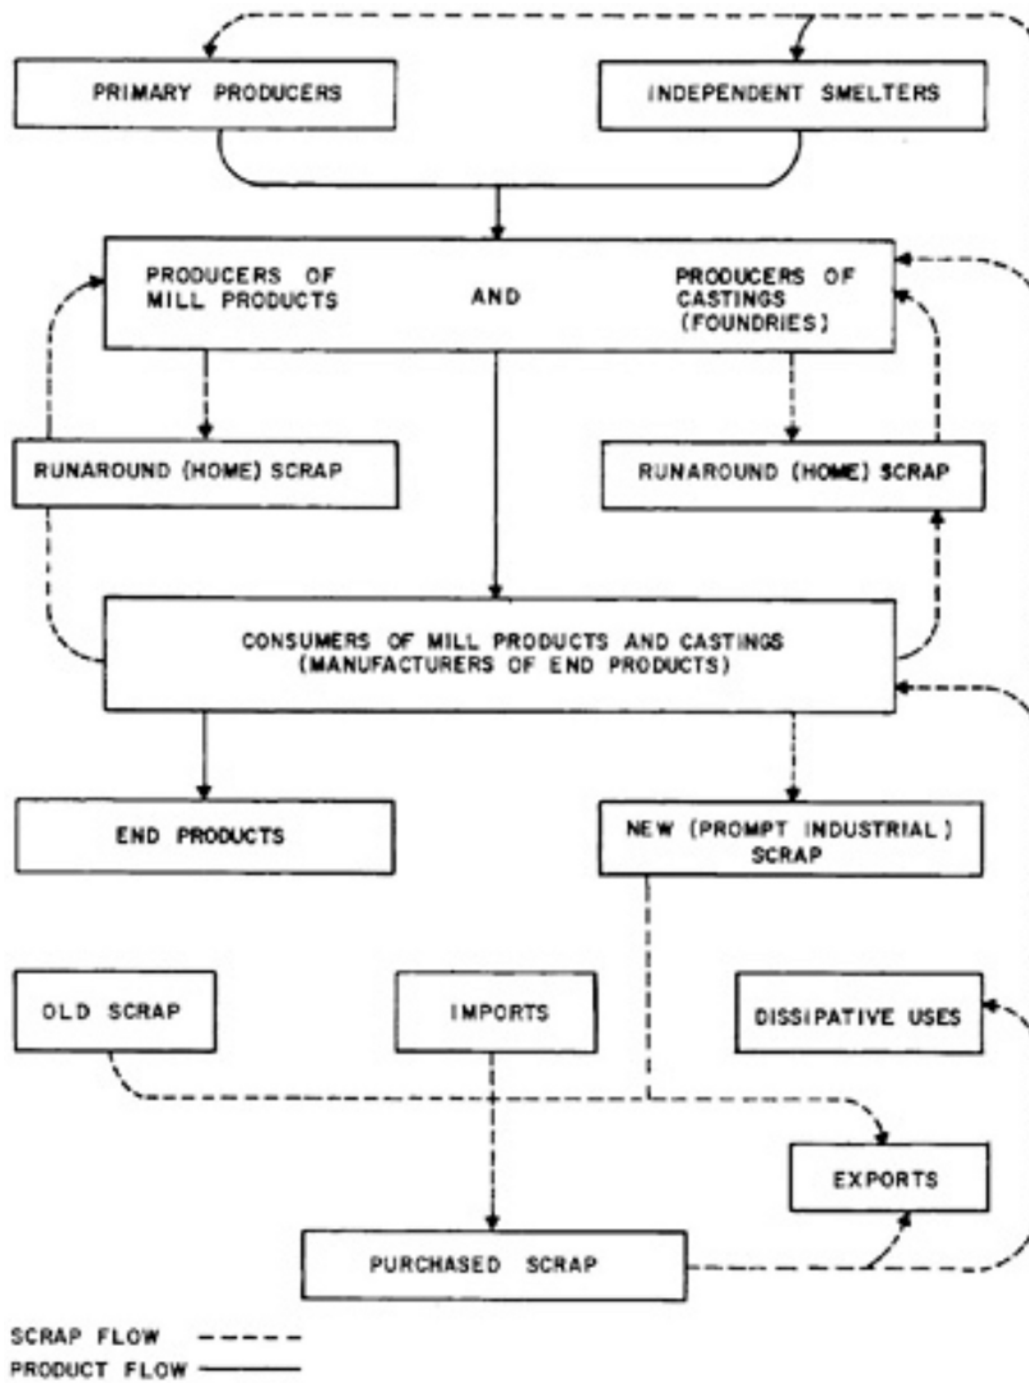 PRIMARY PRODUCERS
INDEPENDENT SMELTERS
PRODUCERS OF
MILL PRODUCTS
AND
PRODUCERS OF
CASTINGS
(FOUNDRIES)
RUNAROUND (HOME) SCRAP
RUNAROUND (HOME) SCRAP
CONSUMERS OF MILL PRODUCTS AND CASTINGS
(MANUFACTURERS OF END PRODUCTS)
END PRODUCTS
NEW (PROMPT INDUSTRIAL)
SCRAP
OLD SCRAP
IMPORTS
DISSIPATIVE USES
EXPORTS
PURCHASED SCRAP
SCRAP FLOW
PRODUCT FLOW